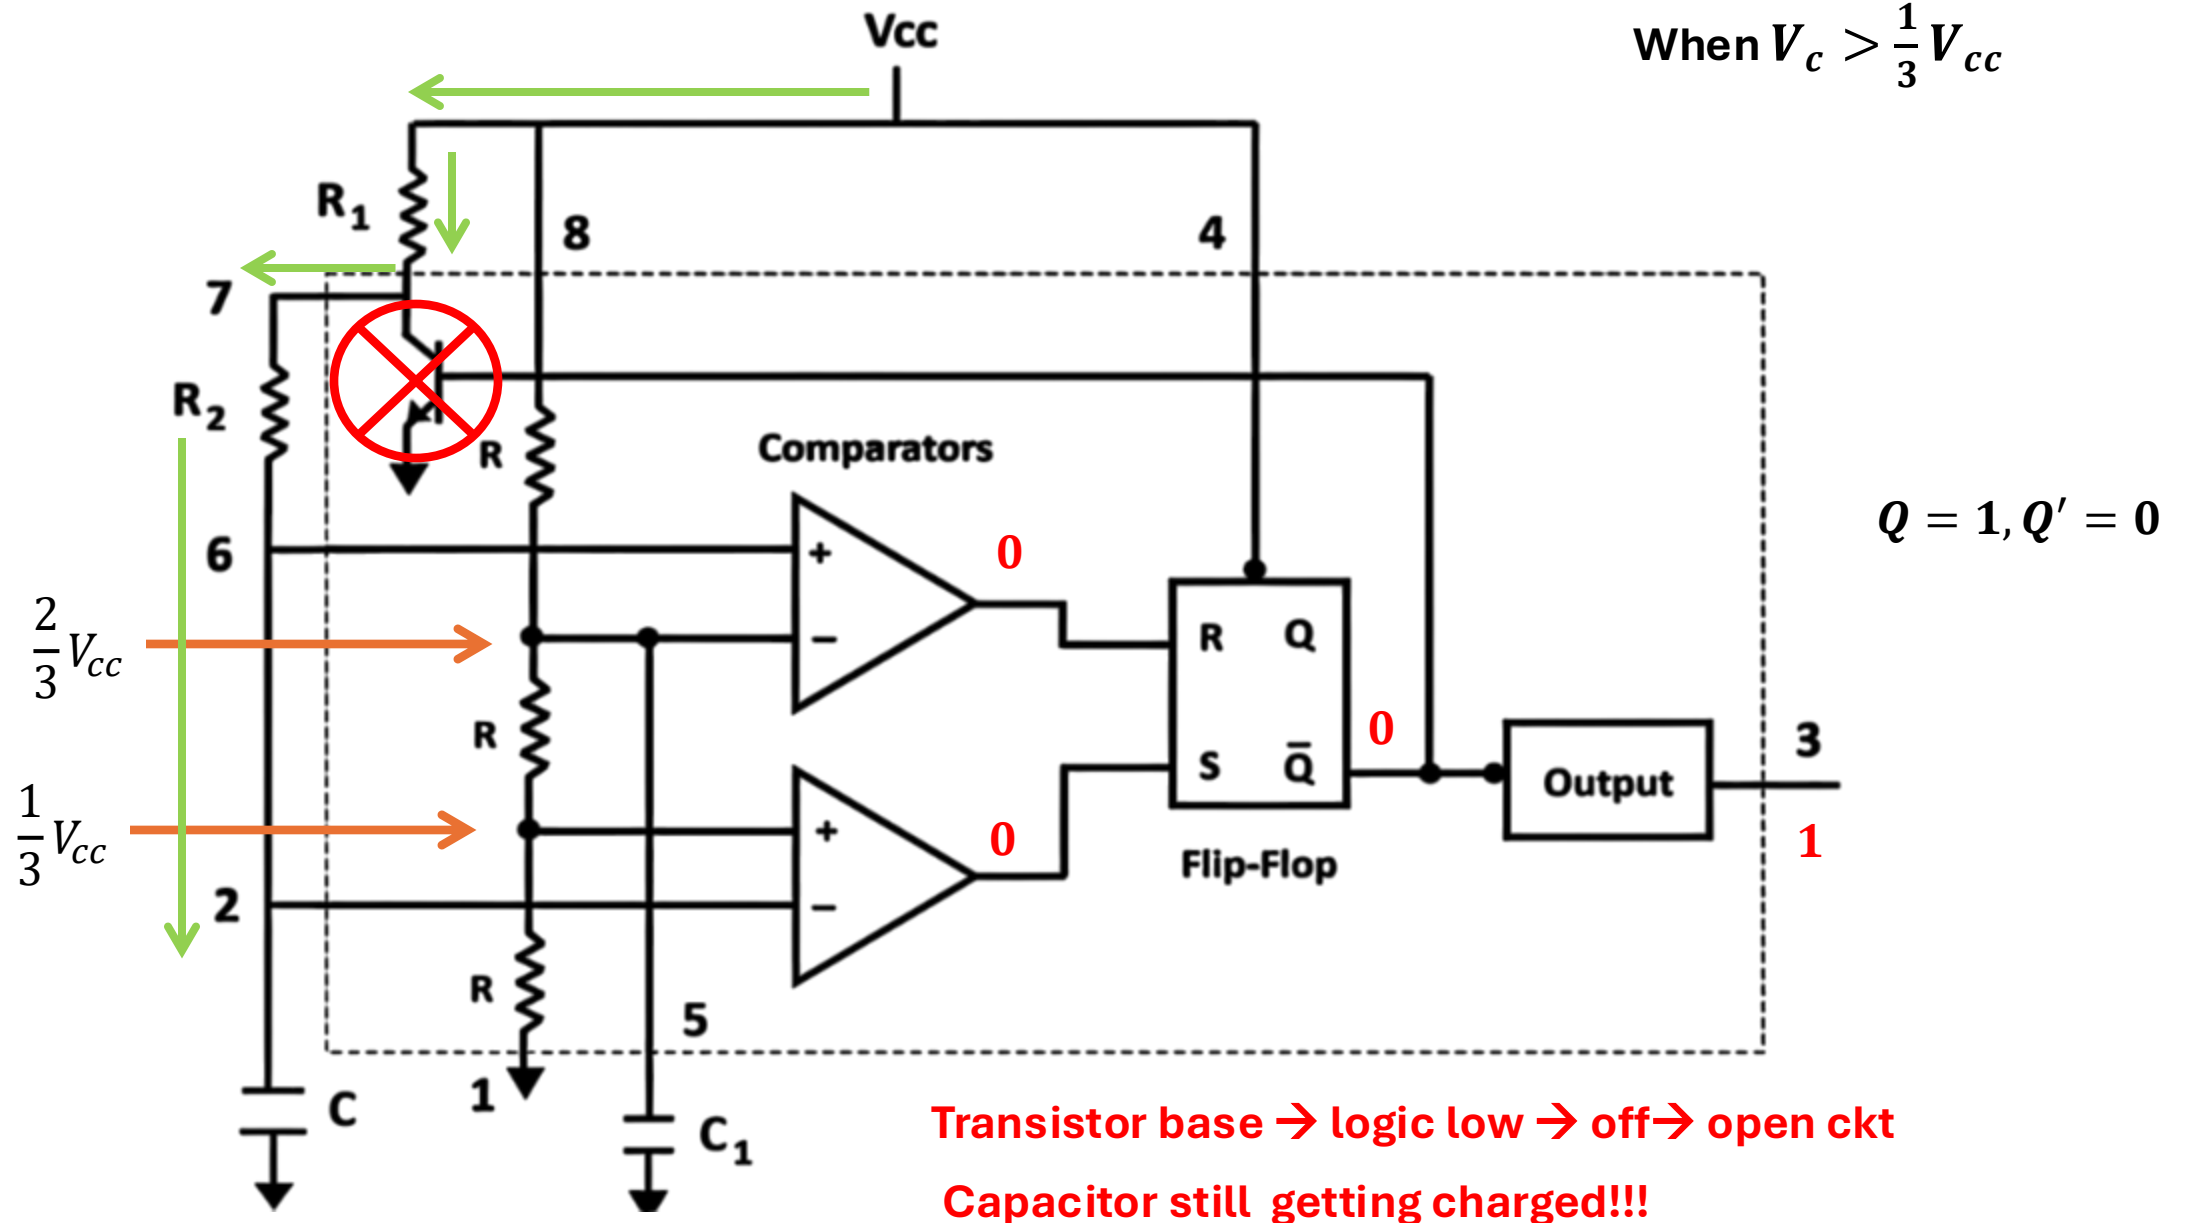 Vcc
When V_c > 1/3 V_cc
R1
8
4
7
R2
R
Comparators
6
+
0
Q = 1, Q′ = 0
2/3 V_cc
−
R
Q
R
0
3
S
Q̅
Output
1/3 V_cc
+
0
1
Flip-Flop
2
−
R
5
1
C
C1
Transistor base → logic low → off→ open ckt
Capacitor still getting charged!!!